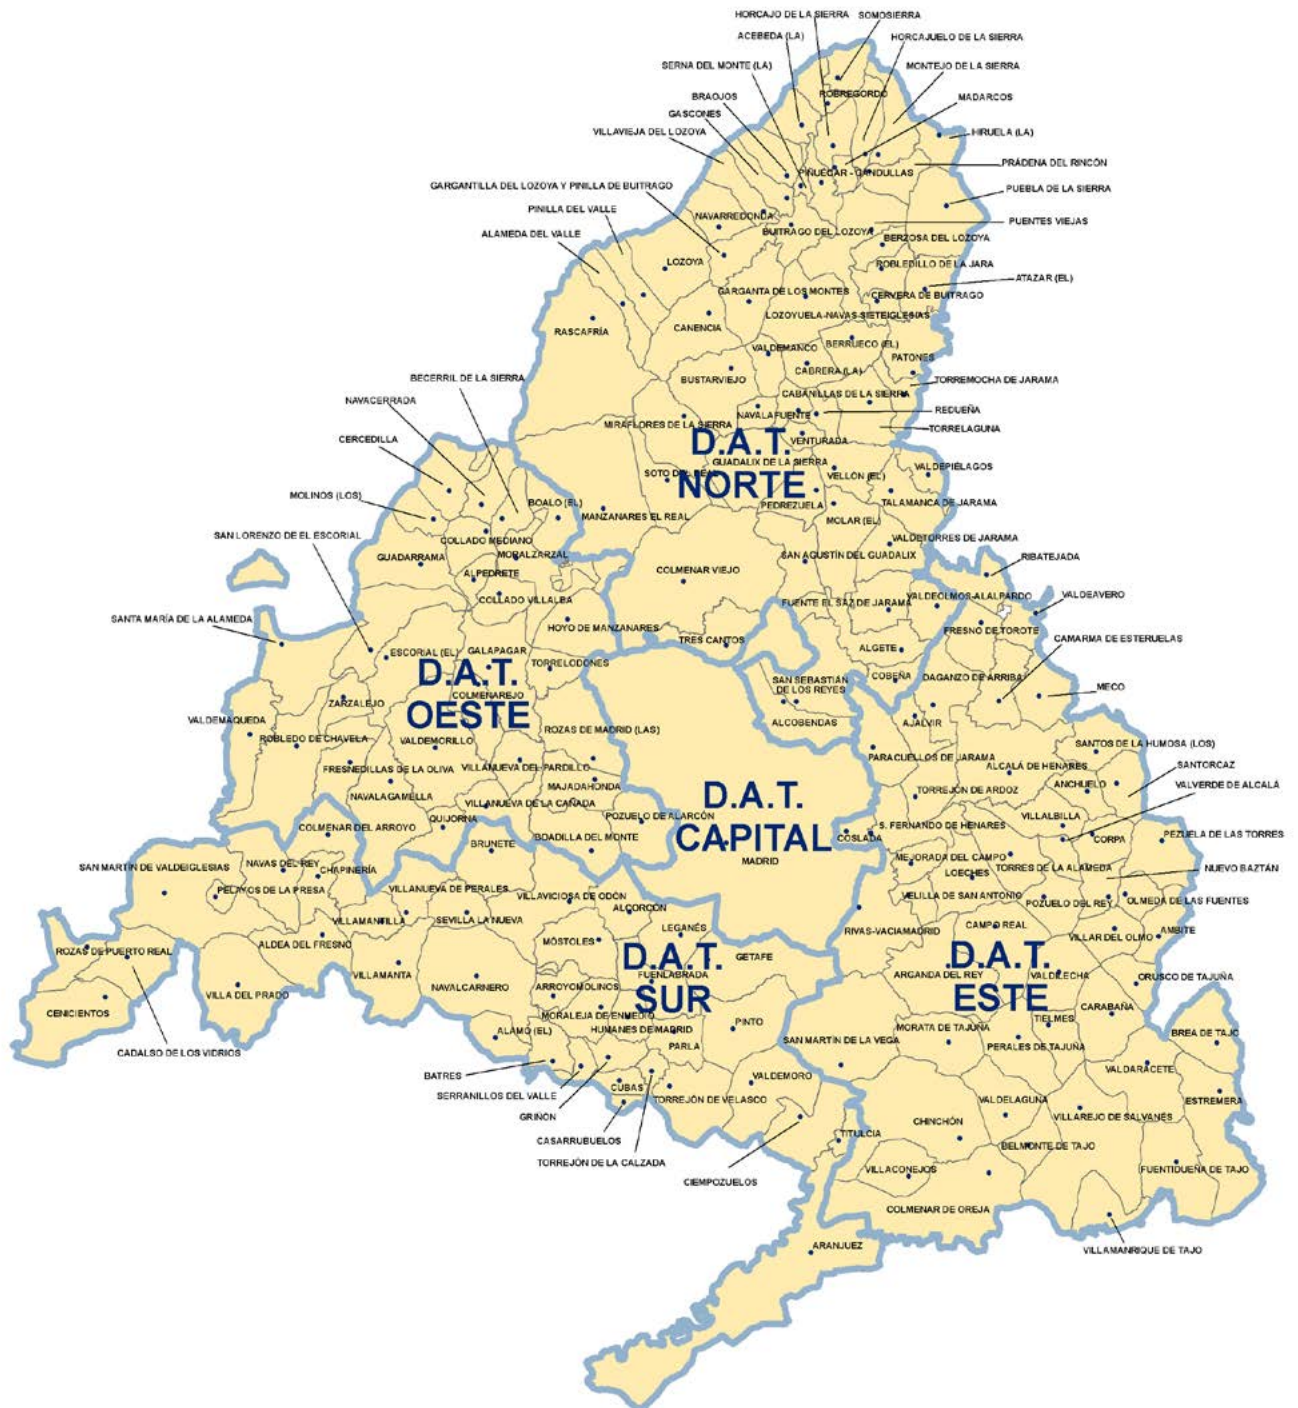 HORCAJO DE LA SIERRA
SOMOSIERRA
ACEBEDA (LA)
HORCAJUELO DE LA SIERRA
SERNA DEL MONTE (LA)
MONTEJO DE LA SIERRA
BRAOJOS
ROBREGORDO
MADARCOS
GASCONES
VILLAVIEJA DEL LOZOYA
HIRUELA (LA)
PRÁDENA DEL RINCÓN
PIÑUECAR - GANDULLAS
GARGANTILLA DEL LOZOYA Y PINILLA DE BUITRAGO
PUEBLA DE LA SIERRA
PINILLA DEL VALLE
NAVARREDONDA
PUENTES VIEJAS
ALAMEDA DEL VALLE
BUITRAGO DEL LOZOYA
BERZOSA DEL LOZOYA
LOZOYA
ROBLEDILLO DE LA JARA
ATAZAR (EL)
GARGANTA DE LOS MONTES
CERVERA DE BUITRAGO
RASCAFRÍA
CANENCIA
LOZOYUELA-NAVAS-SIETEIGLESIAS
VALDEMANCO
BERRUECO (EL)
PATONES
BECERRIL DE LA SIERRA
BUSTARVIEJO
CABRERA (LA)
TORREMOCHA DE JARAMA
NAVACERRADA
CABANILLAS DE LA SIERRA
REDUEÑA
MIRAFLORES DE LA SIERRA
NAVALAFUENTE
TORRELAGUNA
CERCEDILLA
D.A.T.
NORTE
VENTURADA
GUADALIX DE LA SIERRA
VALDEPIÉLAGOS
SOTO DEL REAL
VELLÓN (EL)
MOLINOS (LOS)
BOALO (EL)
MANZANARES EL REAL
PEDREZUELA
TALAMANCA DE JARAMA
MOLAR (EL)
SAN LORENZO DE EL ESCORIAL
COLLADO MEDIANO
VALDETORRES DE JARAMA
GUADARRAMA
MORALZARZAL
SAN AGUSTÍN DEL GUADALIX
RIBATEJADA
ALPEDRETE
COLMENAR VIEJO
COLLADO VILLALBA
FUENTE EL SAZ DE JARAMA
VALDEOLMOS-ALALPARDO
VALDEAVERO
SANTA MARÍA DE LA ALAMEDA
HOYO DE MANZANARES
FRESNO DE TOROTE
TRES CANTOS
CAMARMA DE ESTERUELAS
ESCORIAL (EL)
GALAPAGAR
ALGETE
D.A.T.
OESTE
TORRELODONES
SAN SEBASTIÁN
DE LOS REYES
COBEÑA
DAGANZO DE ARRIBA
MECO
COLMENAREJO
ZARZALEJO
VALDEMAQUEDA
ALCOBENDAS
AJALVIR
ROBLEDO DE CHAVELA
VALDEMORILLO
ROZAS DE MADRID (LAS)
SANTOS DE LA HUMOSA (LOS)
PARACUELLOS DE JARAMA
FRESNEDILLAS DE LA OLIVA
VILLANUEVA DEL PARDILLO
ALCALÁ DE HENARES
SANTORCAZ
NAVALAGAMELLA
MAJADAHONDA
ANCHUELO
VALVERDE DE ALCALÁ
VILLANUEVA DE LA CAÑADA
D.A.T.
CAPITAL
TORREJÓN DE ARDOZ
QUIJORNA
POZUELO DE ALARCÓN
VILLALBILLA
COLMENAR DEL ARROYO
BOADILLA DEL MONTE
COSLADA
S. FERNANDO DE HENARES
CORPA
PEZUELA DE LAS TORRES
BRUNETE
MADRID
SAN MARTÍN DE VALDEIGLESIAS
NAVAS DEL REY
CHAPINERÍA
MEJORADA DEL CAMPO
TORRES DE LA ALAMEDA
NUEVO BAZTÁN
LOECHES
PELAYOS DE LA PRESA
VILLANUEVA DE PERALES
VILLAVICIOSA DE ODÓN
VELILLA DE SAN ANTONIO
POZUELO DEL REY
OLMEDA DE LAS FUENTES
ALCORCÓN
VILLAMANTILLA
SEVILLA LA NUEVA
LEGANÉS
RIVAS-VACIAMADRID
CAMPO REAL
VILLAR DEL OLMO
AMBITE
ROZAS DE PUERTO REAL
ALDEA DEL FRESNO
MÓSTOLES
D.A.T.
SUR
GETAFE
D.A.T.
ESTE
VILLAMANTA
FUENLABRADA
ARGANDA DEL REY
VALDILECHA
ORUSCO DE TAJUÑA
VILLA DEL PRADO
NAVALCARNERO
ARROYOMOLINOS
CARABAÑA
CENICIENTOS
MORALEJA DE ENMEDIO
TIELMES
ALAMO (EL)
HUMANES DE MADRID
PINTO
MORATA DE TAJUÑA
BREA DE TAJO
CADALSO DE LOS VIDRIOS
PARLA
SAN MARTÍN DE LA VEGA
PERALES DE TAJUÑA
BATRES
VALDARACETE
VALDEMORO
SERRANILLOS DEL VALLE
CUBAS
TORREJÓN DE VELASCO
VALDELAGUNA
ESTREMERA
GRIÑÓN
CHINCHÓN
VILLAREJO DE SALVANÉS
CASARRUBUELOS
TITULCIA
BELMONTE DE TAJO
TORREJÓN DE LA CALZADA
VILLACONEJOS
FUENTIDUEÑA DE TAJO
CIEMPOZUELOS
COLMENAR DE OREJA
ARANJUEZ
VILLAMANRIQUE DE TAJO